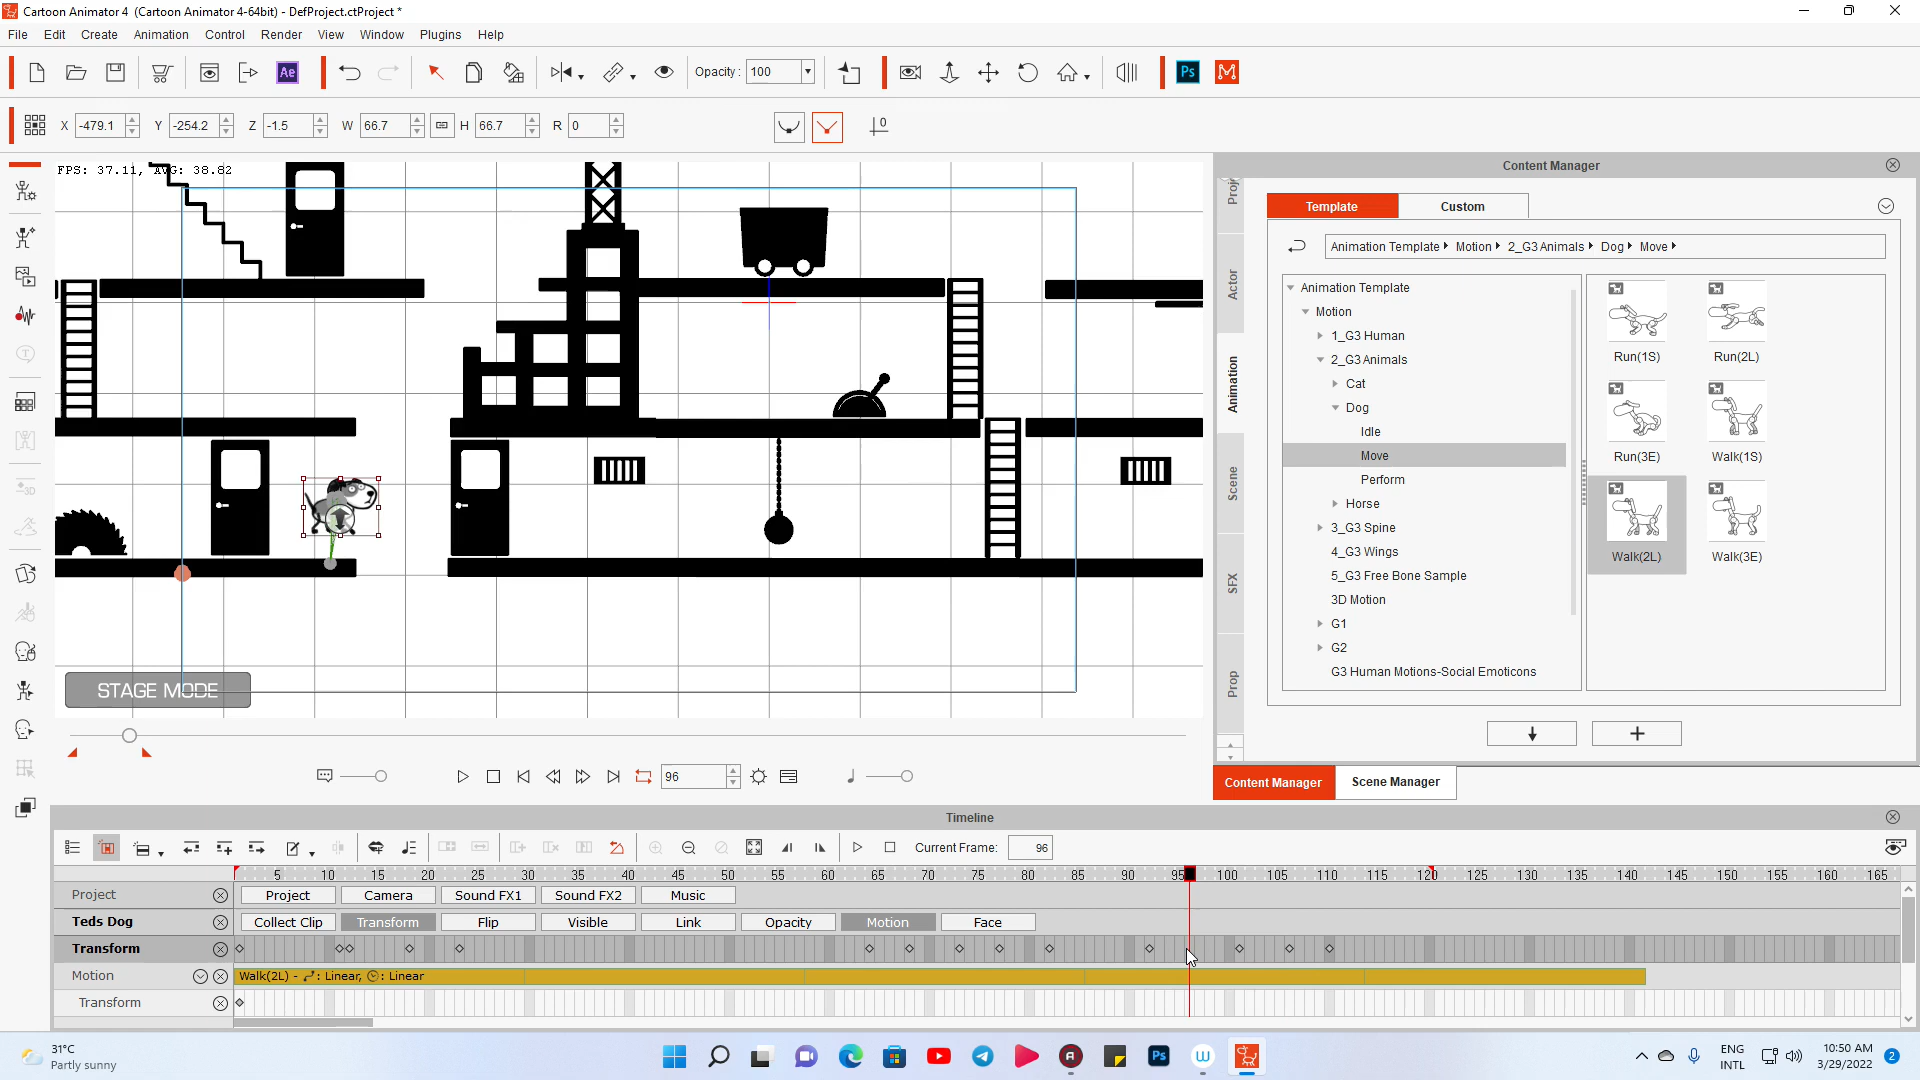 Cartoon Animator 4 (Cartoon Animator 4-64bit) - DefProject.ctProject *
File Edit Create Animation Control Render View Window Plugins Help
Ae Opacity : 100 Ps
X -479.1 Y -254.2 Z -1.5 W 66.7 H 66.7 R 0 0
FPS: 37.11, AVG: 38.82
STAGE MODE
96
Content Manager
Proj
Actor
Animation
Scene
SFX
Prop
Template Custom
Animation Template Motion 2_G3 Animals Dog Move
Animation Template
Motion
1_G3 Human
2_G3 Animals
Cat
Dog
Idle
Move
Perform
Horse
3_G3 Spine
4_G3 Wings
5_G3 Free Bone Sample
3D Motion
G1
G2
G3 Human Motions-Social Emoticons
Run(1S) Run(2L)
Run(3E) Walk(1S)
Walk(2L) Walk(3E)
Content Manager Scene Manager
Timeline
Current Frame: 96
5 10 15 20 25 30 35 40 45 50 55 60 65 70 75 80 85 90 95 100 105 110 115 120 125 130 135 140 145 150 155 160 165
Project Project Camera Sound FX1 Sound FX2 Music
Teds Dog Collect Clip Transform Flip Visible Link Opacity Motion Face
Transform
Motion Walk(2L) - : Linear, : Linear
Transform
31°C
Partly sunny
Ps
ENG
INTL
10:50 AM
3/29/2022
2